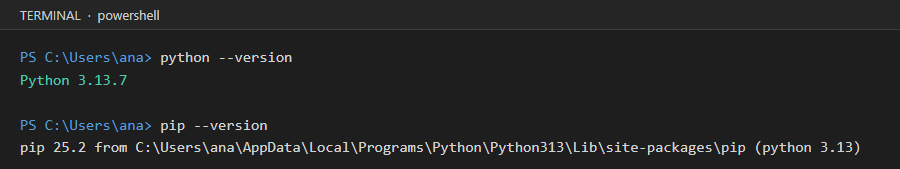 TERMINAL · powershell
PS C:\Users\ana> python --version
Python 3.13.7
PS C:\Users\ana> pip --version
pip 25.2 from C:\Users\ana\AppData\Local\Programs\Python\Python313\Lib\site-packages\pip (python 3.13)